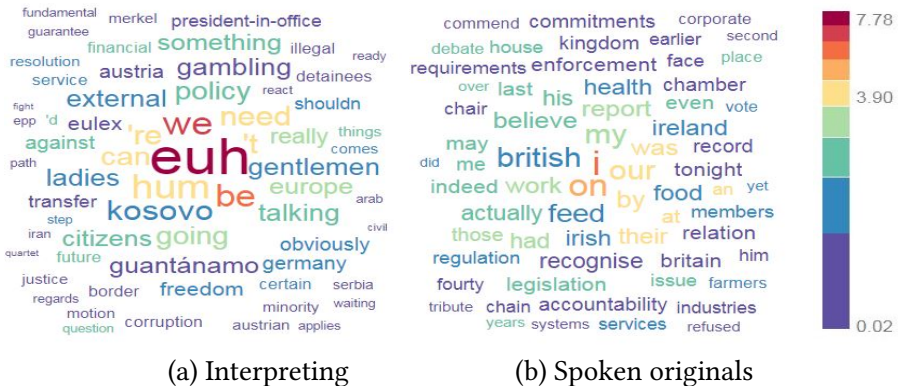 fundamental merkel president-in-office
guarantee
financial something illegal
resolution austria gambling ready
service detainees
external policy react
fight we need shouldn
epp 'd eulex 're 't really things
against can euh comes
path gentlemen
ladies hum be europe
transfer kosovo talking arab
step
iran citizens going obviously civil
quartet future germany
guantánamo
justice freedom certain serbia
regards border minority waiting
motion corruption austrian applies
question
(a) Interpreting
commend commitments corporate
debate house kingdom earlier second
requirements enforcement face place
over last his health chamber
chair believe report even vote
my ireland
may british was record
did me i our tonight
indeed work on by food an yet
actually feed at members
those had irish their relation
regulation recognise britain him
fourty legislation issue farmers
tribute chain accountability industries
years systems services refused
(b) Spoken originals
7.78
3.90
0.02